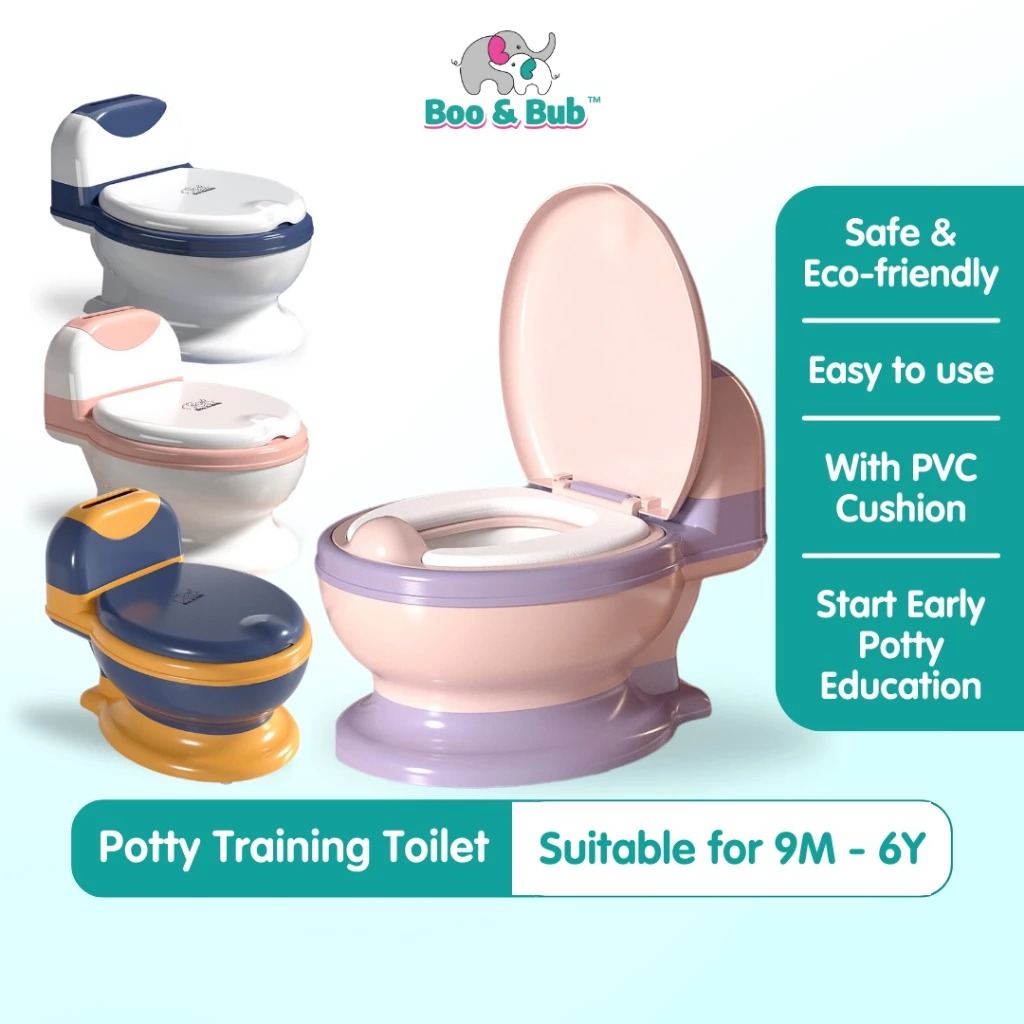 Boo & Bub™
Safe &
Eco-friendly
Easy to use
With PVC
Cushion
Start Early
Potty
Education
Potty Training Toilet
Suitable for 9M - 6Y